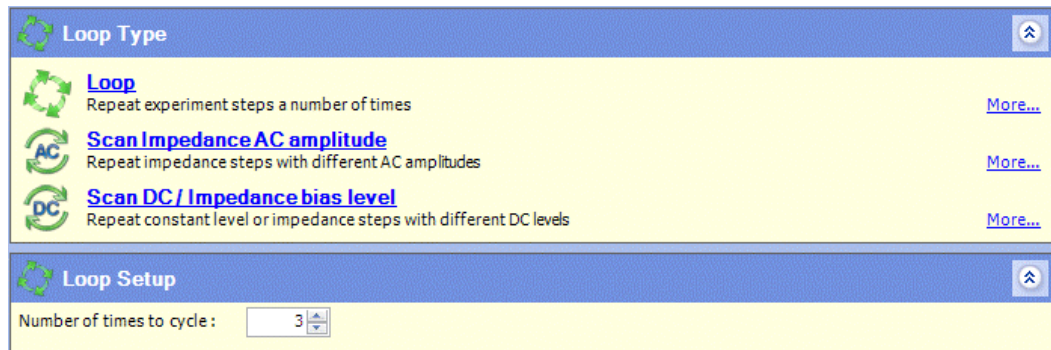 Loop Type
Loop
Repeat experiment steps a number of times
More...
AC
Scan Impedance AC amplitude
Repeat impedance steps with different AC amplitudes
More...
DC
Scan DC / Impedance bias level
Repeat constant level or impedance steps with different DC levels
More...
Loop Setup
Number of times to cycle : 3